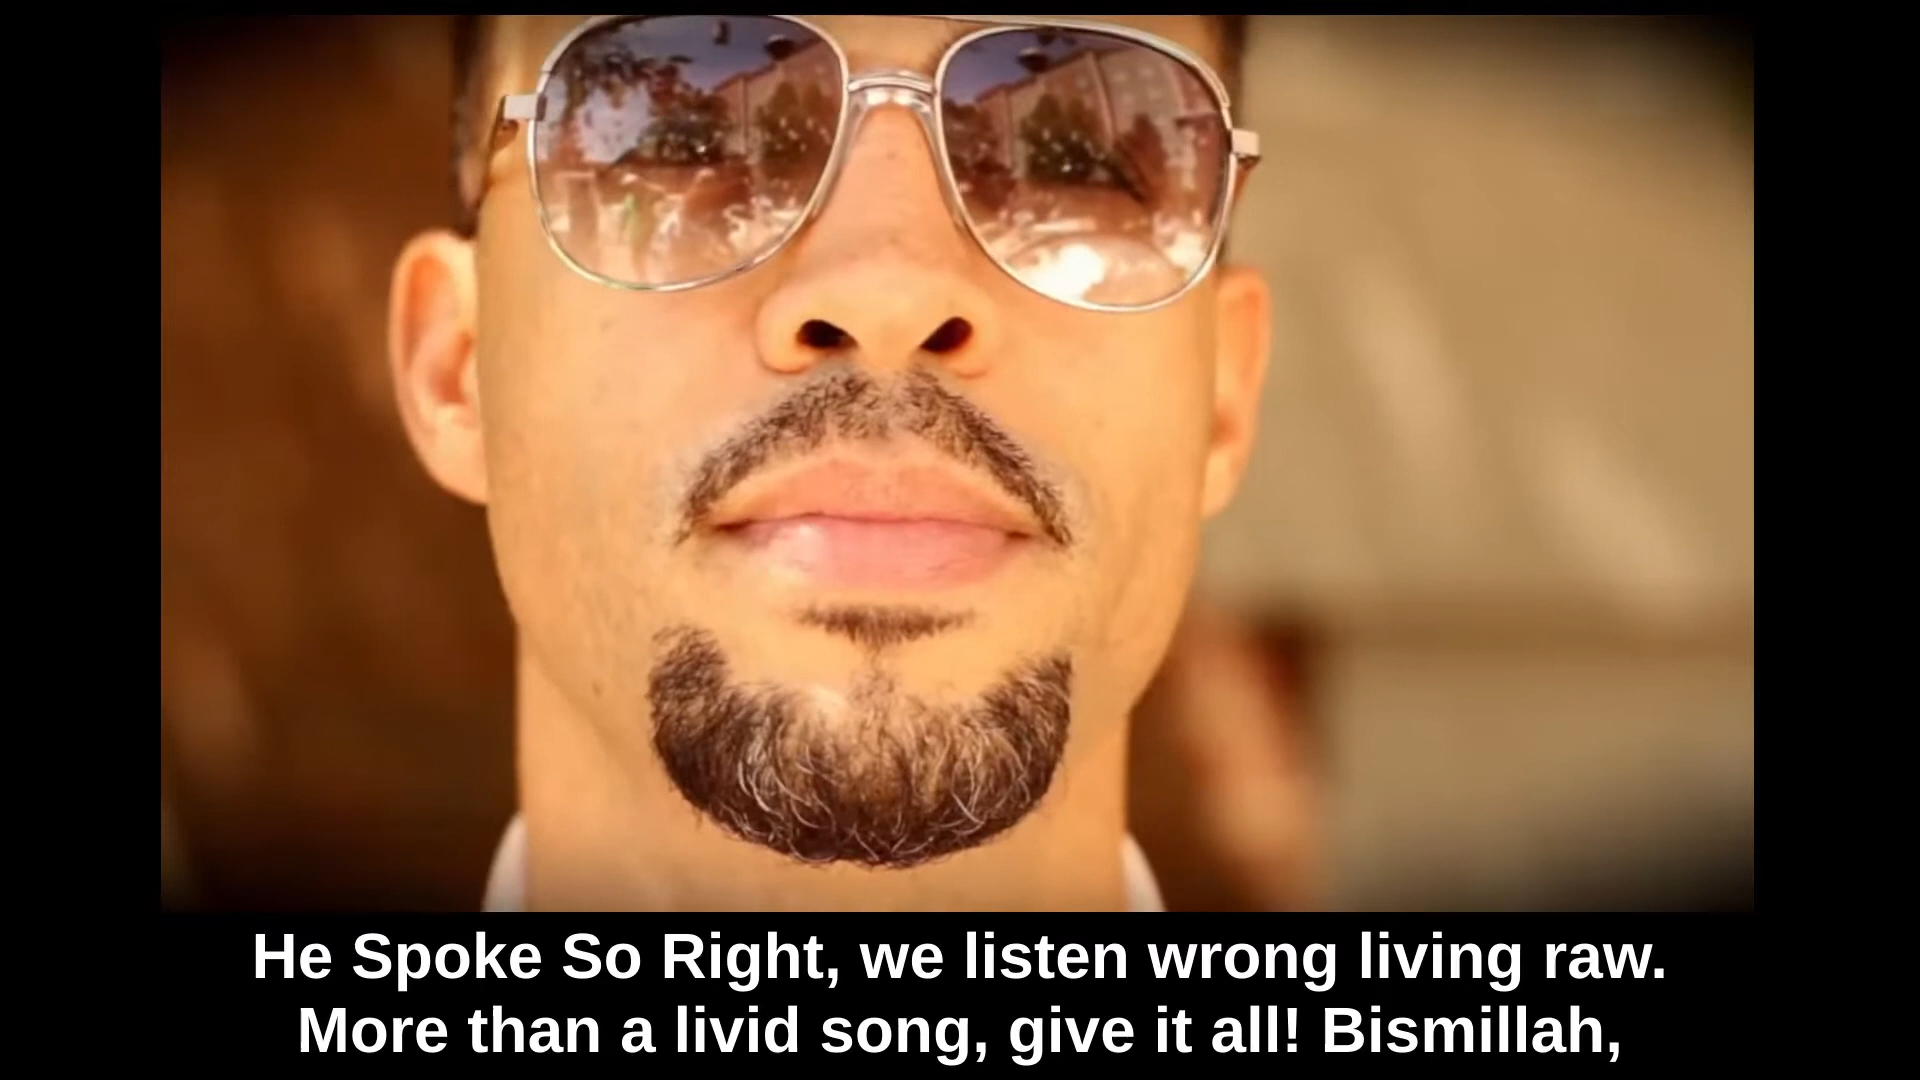 He Spoke So Right, we listen wrong living raw.
More than a livid song, give it all! Bismillah,